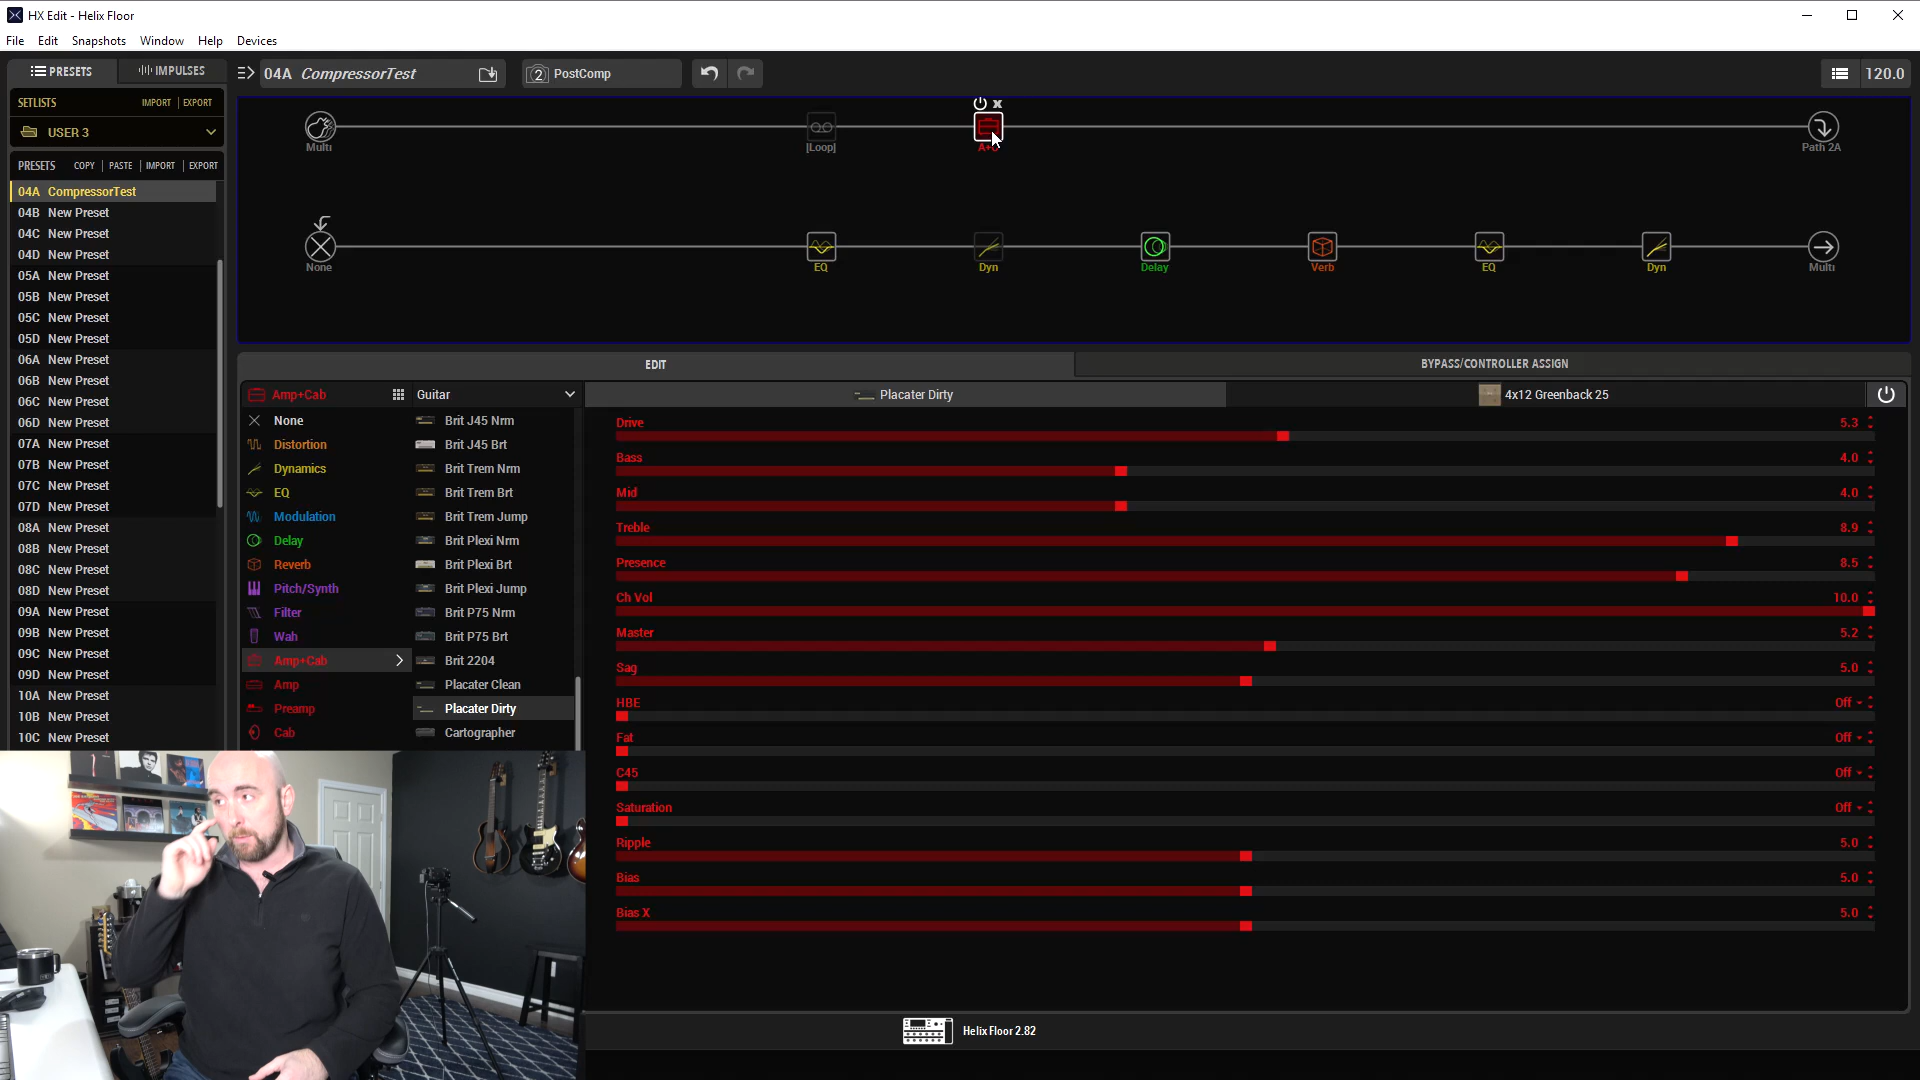 HX Edit - Helix Floor
File Edit Snapshots Window Help Devices
PRESETS IMPULSES
04A CompressorTest
2 PostComp
120.0
SETLISTS IMPORT EXPORT
USER 3
PRESETS COPY PASTE IMPORT EXPORT
04A CompressorTest
04B New Preset
04C New Preset
04D New Preset
05A New Preset
05B New Preset
05C New Preset
05D New Preset
06A New Preset
06B New Preset
06C New Preset
06D New Preset
07A New Preset
07B New Preset
07C New Preset
07D New Preset
08A New Preset
08B New Preset
08C New Preset
08D New Preset
09A New Preset
09B New Preset
09C New Preset
09D New Preset
10A New Preset
10B New Preset
10C New Preset
Multi [Loop] Path 2A
None EQ Dyn Delay Verb EQ Dyn Multi
EDIT BYPASS/CONTROLLER ASSIGN
Amp+Cab Guitar Placater Dirty 4x12 Greenback 25
None
Distortion
Dynamics
EQ
Modulation
Delay
Reverb
Pitch/Synth
Filter
Wah
Amp+Cab
Amp
Preamp
Cab
Brit J45 Nrm
Brit J45 Brt
Brit Trem Nrm
Brit Trem Brt
Brit Trem Jump
Brit Plexi Nrm
Brit Plexi Brt
Brit Plexi Jump
Brit P75 Nrm
Brit P75 Brt
Brit 2204
Placater Clean
Placater Dirty
Cartographer
Drive 5.3
Bass 4.0
Mid 4.0
Treble 8.9
Presence 8.5
Ch Vol 10.0
Master 5.2
Sag 5.0
HBE Off
Fat Off
C45 Off
Saturation Off
Ripple 5.0
Bias 5.0
Bias X 5.0
Helix Floor 2.82